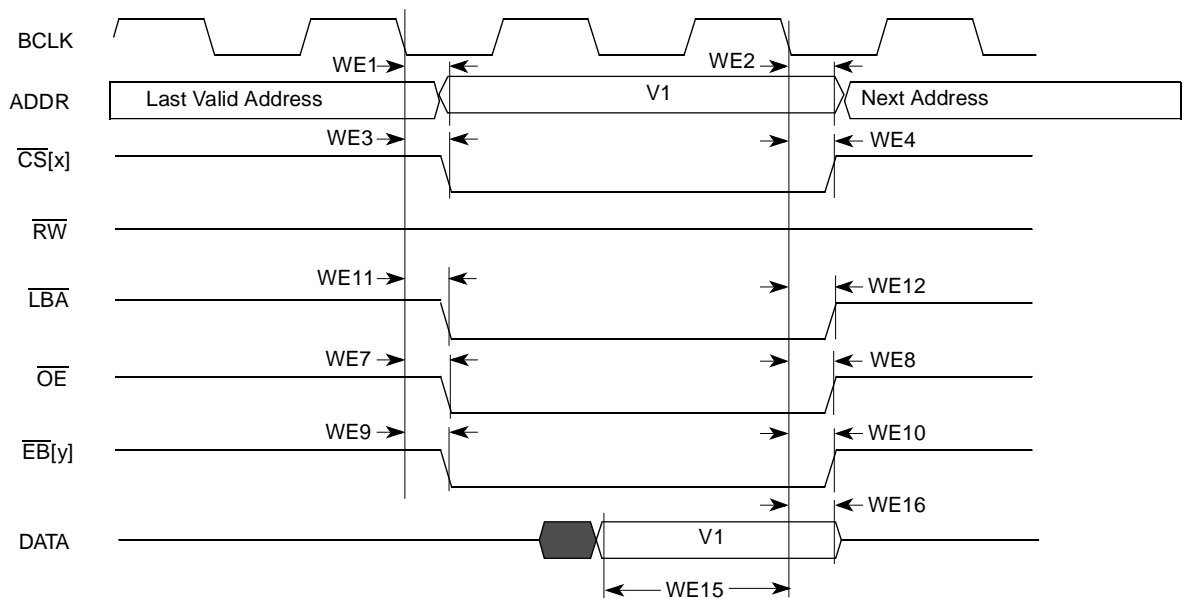 BCLK
WE1
WE2
ADDR
Last Valid Address
V1
Next Address
WE3
WE4
CS[x]
RW
WE11
WE12
LBA
WE7
WE8
OE
WE9
WE10
EB[y]
WE16
DATA
V1
WE15